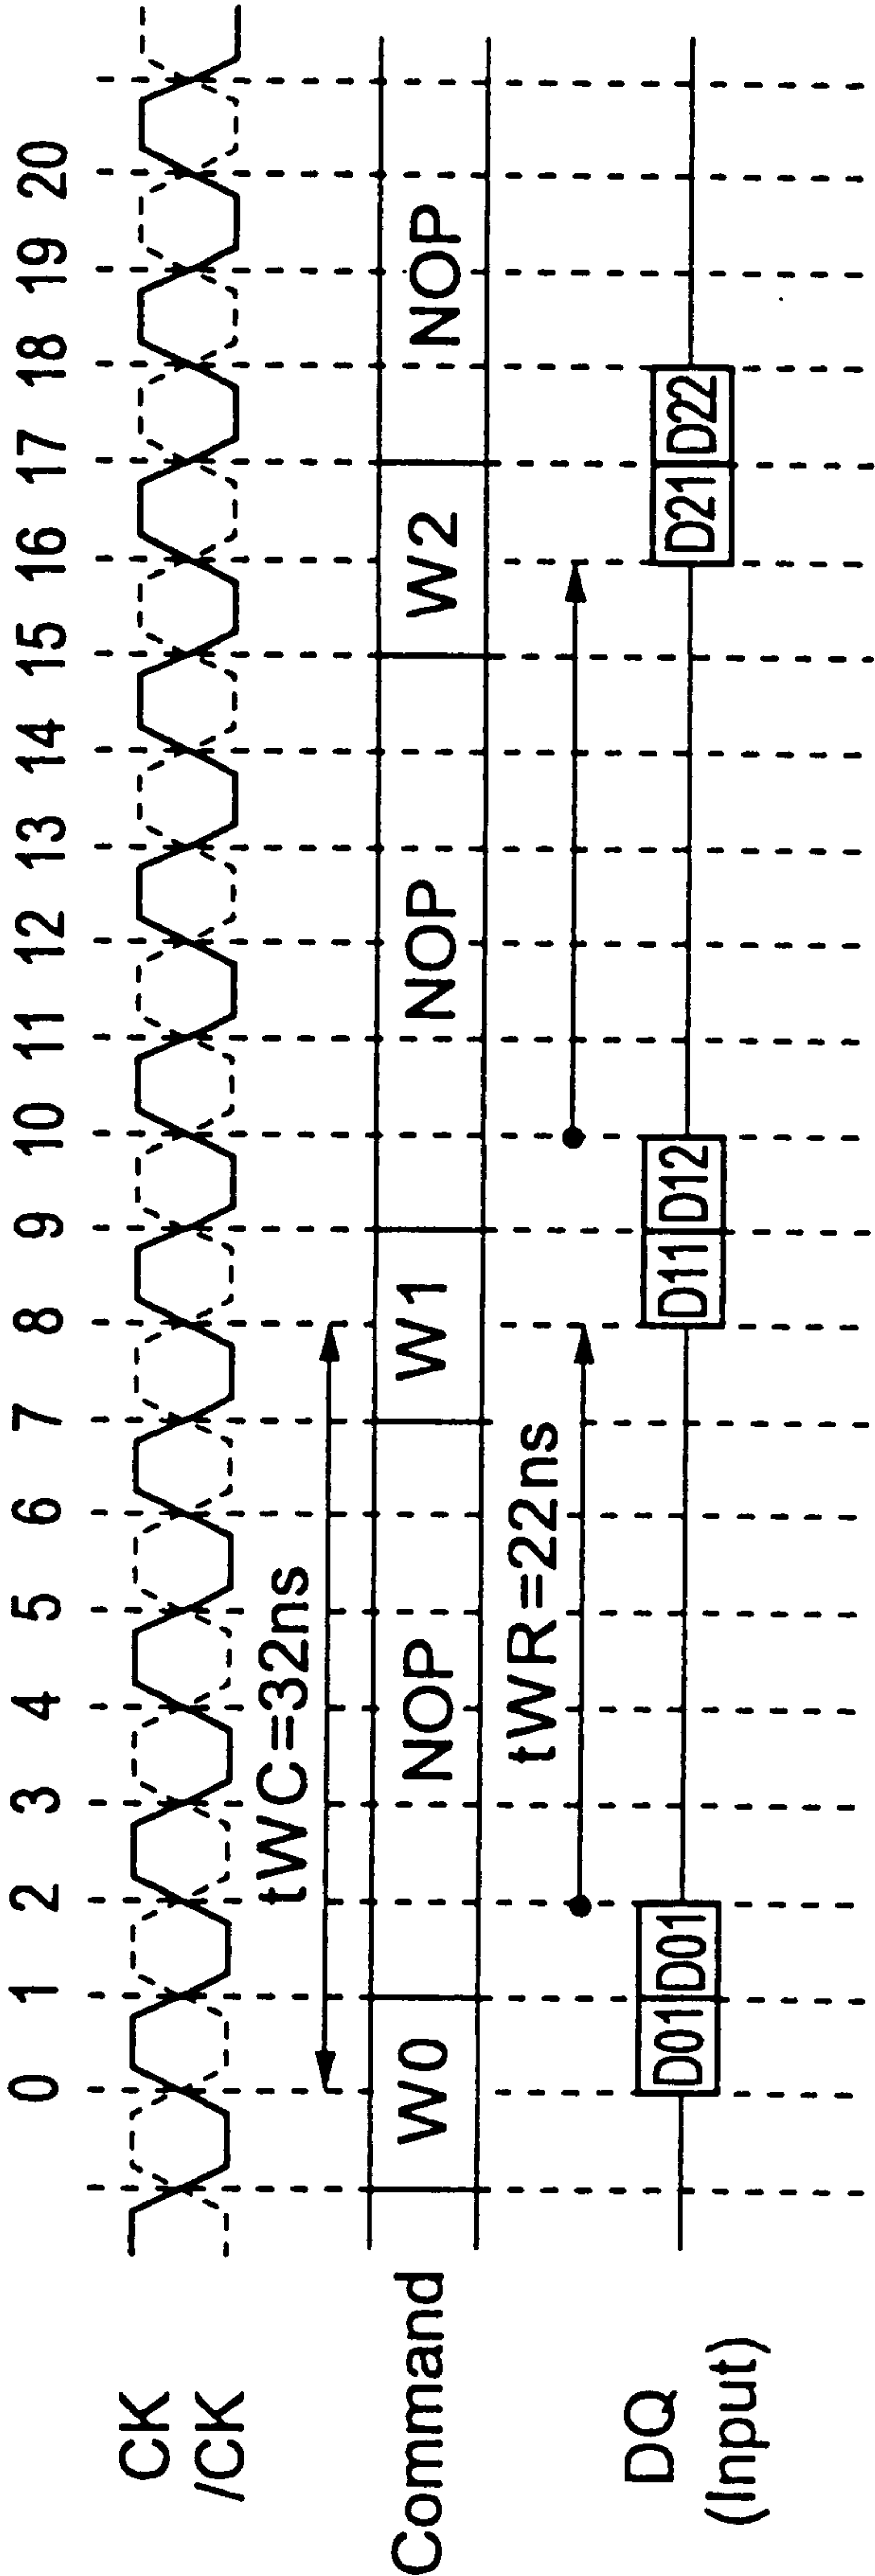 0 1 2 3 4 5 6 7 8 9 10 11 12 13 14 15 16 17 18 19 20
CK
/CK
tWC=32ns
Command W0 NOP W1 NOP W2 NOP
tWR=22ns
DQ D01 D01 D11 D12 D21 D22
(Input)